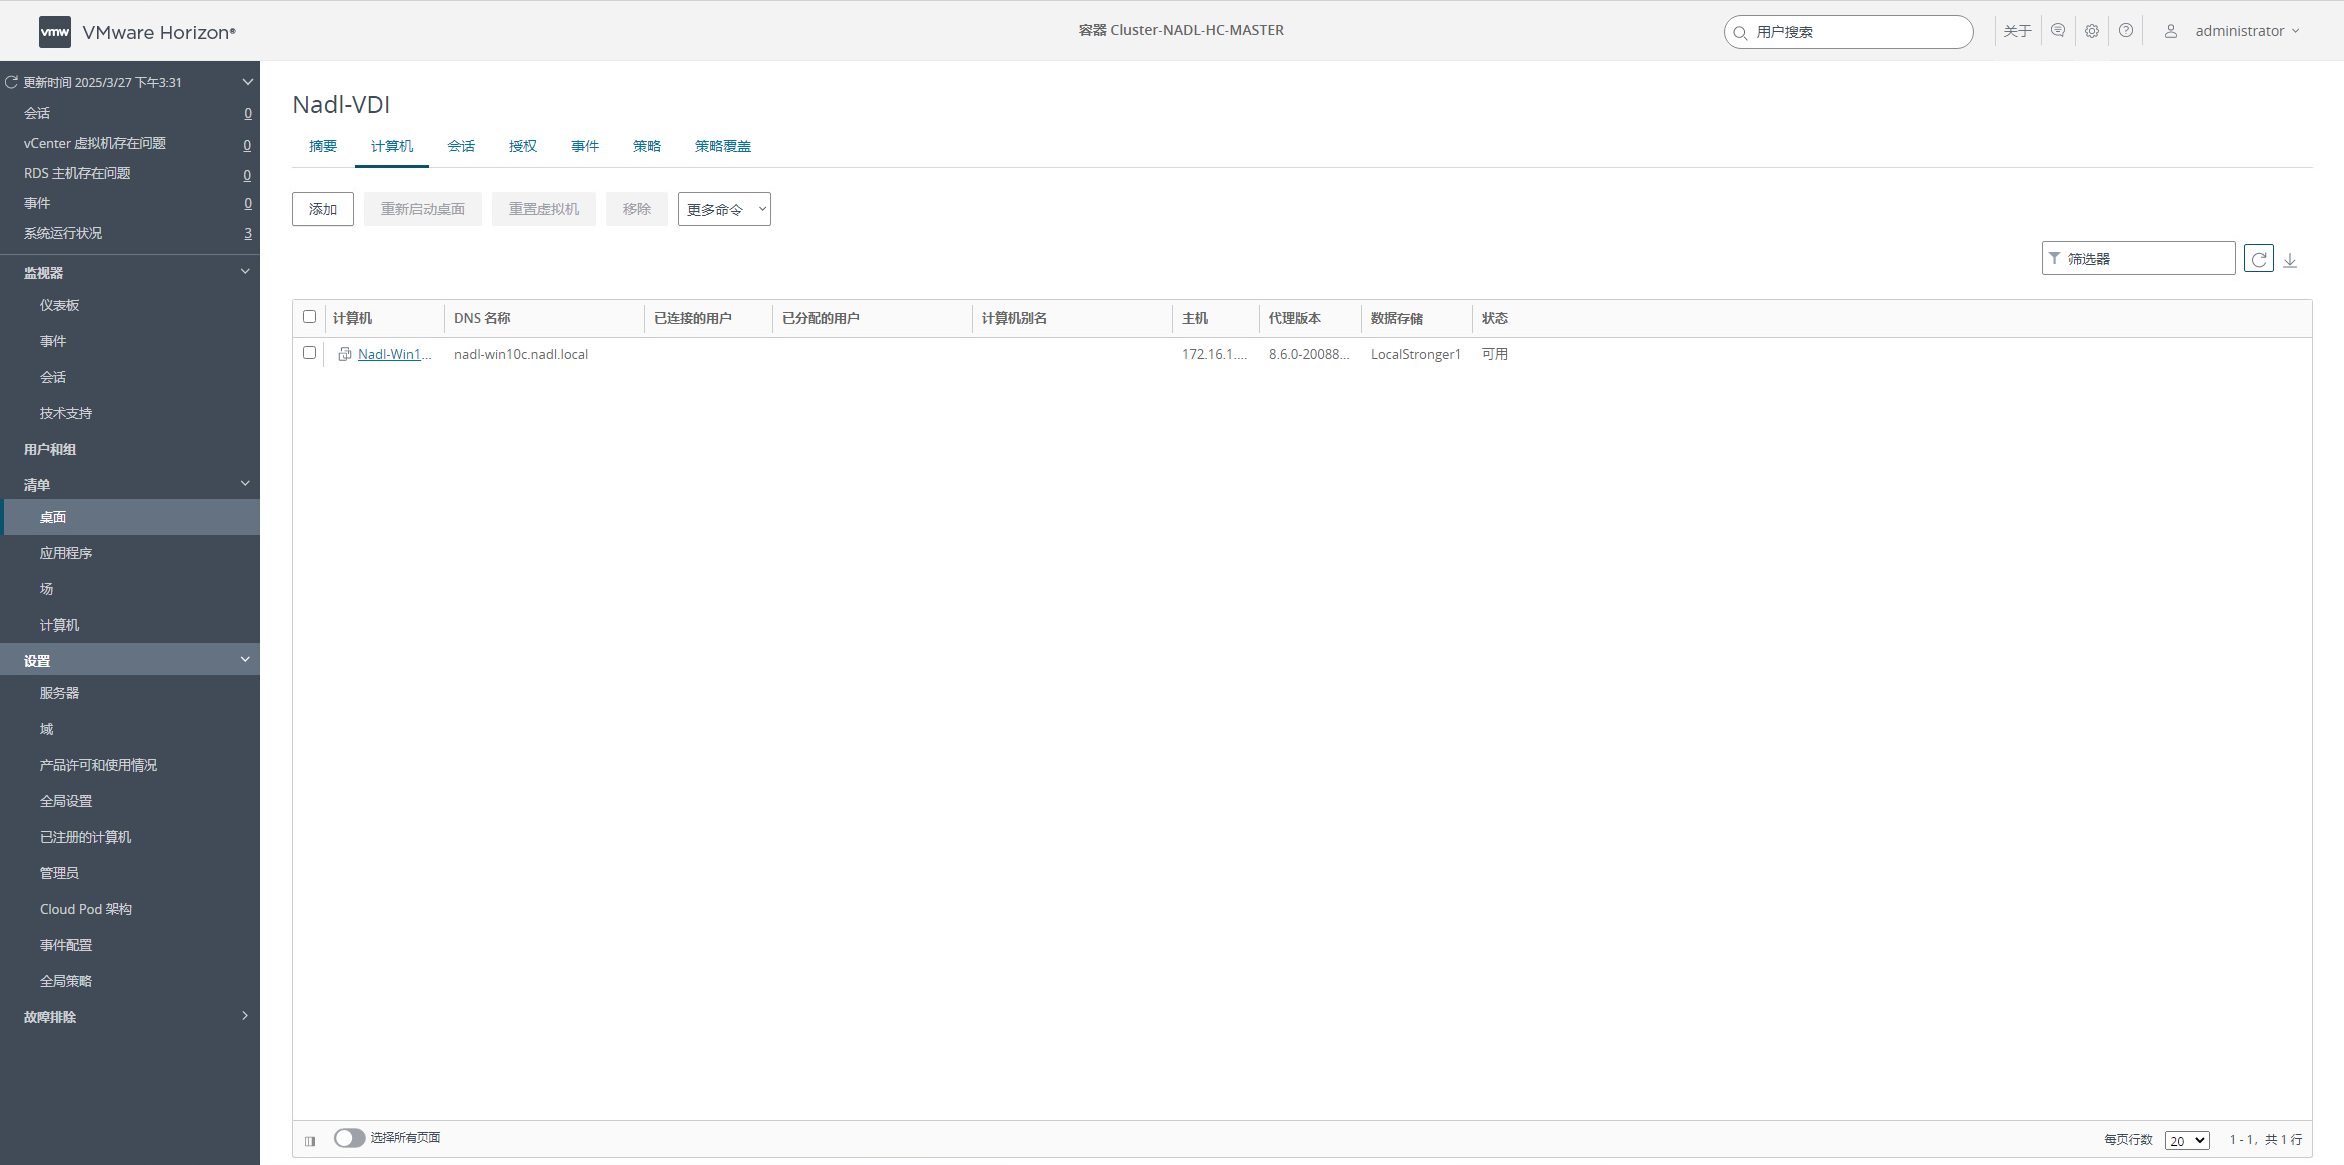 vmw VMware Horizon®
容器 Cluster-NADL-HC-MASTER
用户搜索
关于
administrator
更新时间 2025/3/27 下午3:31
会话 0
vCenter 虚拟机存在问题 0
RDS 主机存在问题 0
事件 0
系统运行状况 3
监视器
仪表板
事件
会话
技术支持
用户和组
清单
桌面
应用程序
场
计算机
设置
服务器
域
产品许可和使用情况
全局设置
已注册的计算机
管理员
Cloud Pod 架构
事件配置
全局策略
故障排除
Nadl-VDI
摘要 计算机 会话 授权 事件 策略 策略覆盖
添加 重新启动桌面 重置虚拟机 移除 更多命令
筛选器
计算机 DNS 名称 已连接的用户 已分配的用户 计算机别名 主机 代理版本 数据存储 状态
Nadl-Win1... nadl-win10c.nadl.local 172.16.1.... 8.6.0-20088... LocalStronger1 可用
选择所有页面
每页行数 20 1 - 1, 共 1 行